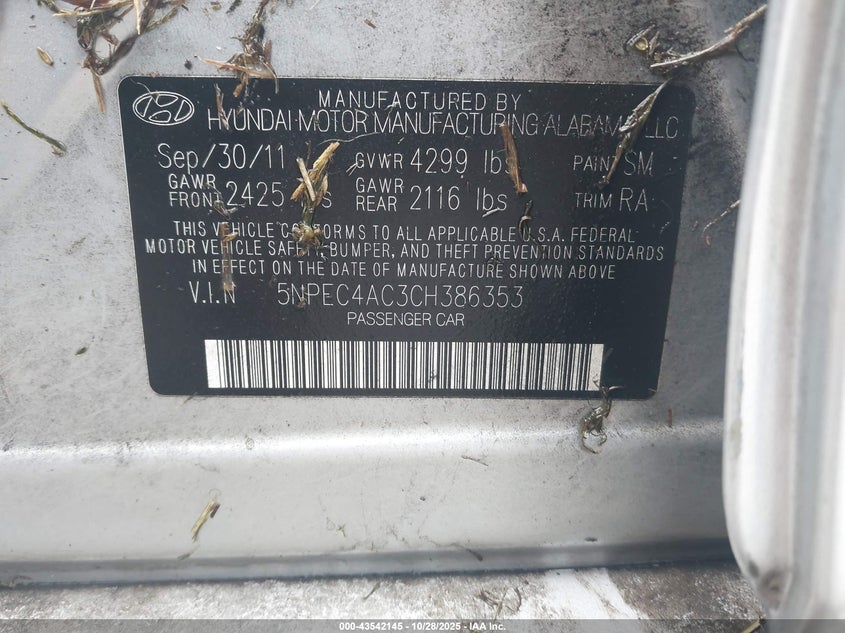 MANUFACTURED BY
HYUNDAI MOTOR MANUFACTURING ALABAMA LLC
Sep/30/11 GVWR 4299 lbs PAINT SM
GAWR FRONT 2425 lbs GAWR REAR 2116 lbs TRIM RA
THIS VEHICLE CONFORMS TO ALL APPLICABLE U.S.A. FEDERAL
MOTOR VEHICLE SAFETY, BUMPER, AND THEFT PREVENTION STANDARDS
IN EFFECT ON THE DATE OF MANUFACTURE SHOWN ABOVE
V.I.N 5NPEC4AC3CH386353
PASSENGER CAR
000-43542145 - 10/28/2025 - IAA Inc.